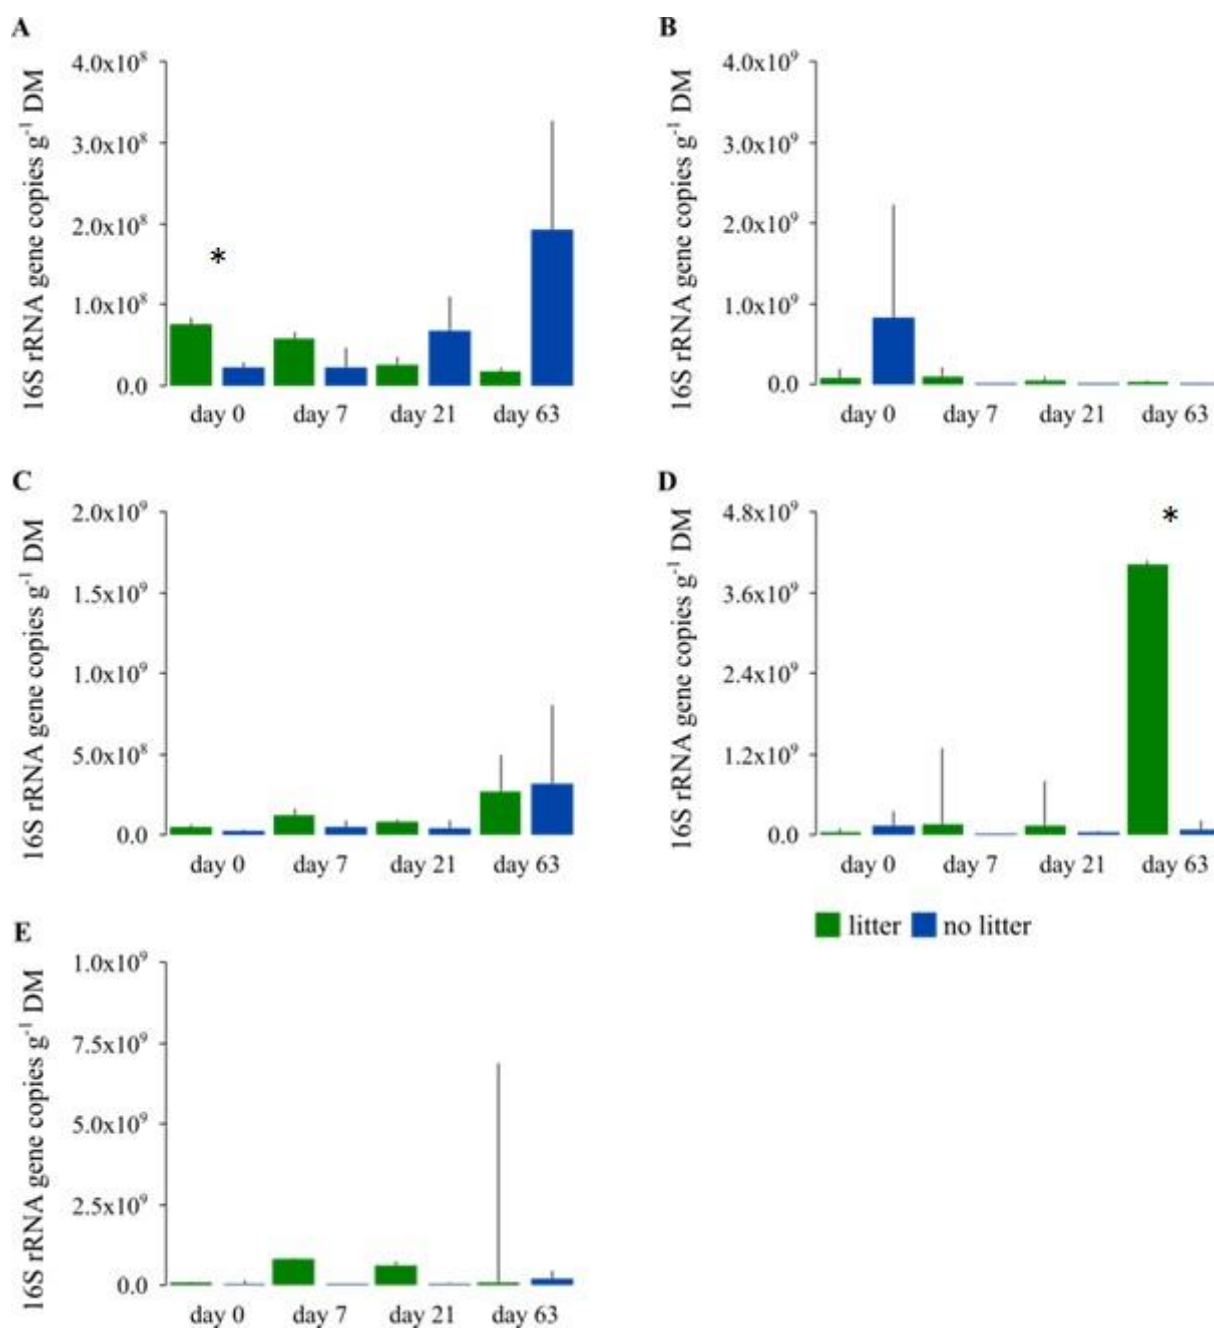 A
16S rRNA gene copies g⁻¹ DM
4.0x10⁸
3.0x10⁸
2.0x10⁸
1.0x10⁸
0.0
*
day 0 day 7 day 21 day 63
B
16S rRNA gene copies g⁻¹ DM
4.0x10⁹
3.0x10⁹
2.0x10⁹
1.0x10⁹
0.0
day 0 day 7 day 21 day 63
C
16S rRNA gene copies g⁻¹ DM
2.0x10⁹
1.5x10⁹
1.0x10⁹
5.0x10⁸
0.0
day 0 day 7 day 21 day 63
D
16S rRNA gene copies g⁻¹ DM
4.8x10⁹
3.6x10⁹
2.4x10⁹
1.2x10⁹
0.0
*
day 0 day 7 day 21 day 63
litter no litter
E
16S rRNA gene copies g⁻¹ DM
1.0x10⁹
7.5x10⁹
5.0x10⁹
2.5x10⁹
0.0
day 0 day 7 day 21 day 63